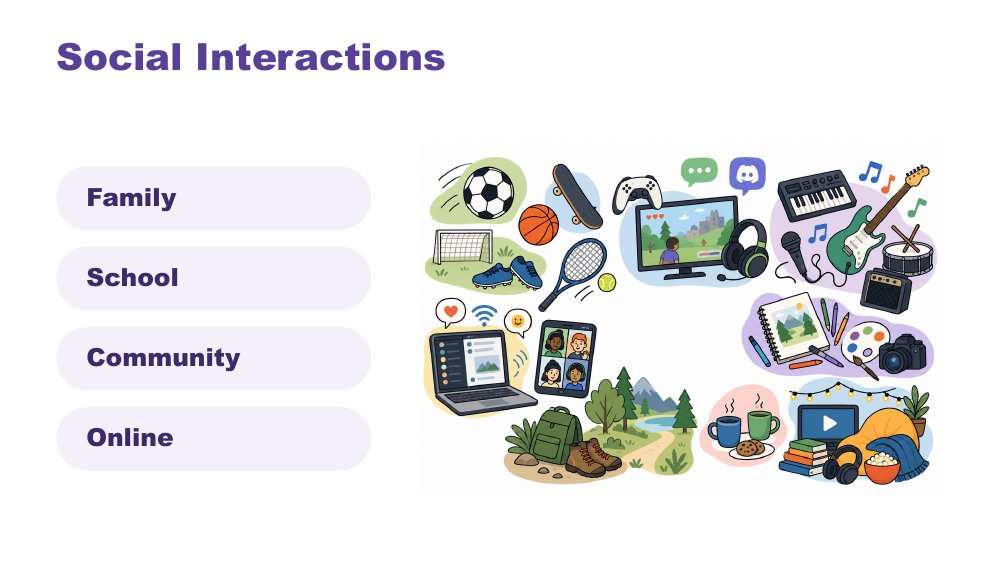 Social Interactions
Family
School
Community
Online